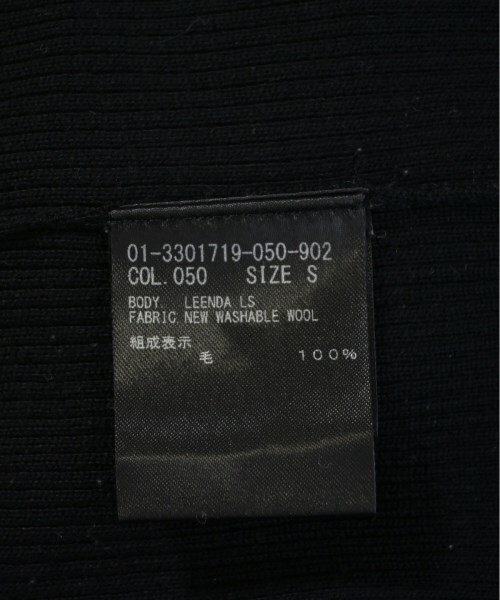 01-3301719-050-902
COL.050 SIZE S
BODY. LEENDA LS
FABRIC NEW WASHABLE WOOL
組成表示
毛 100%